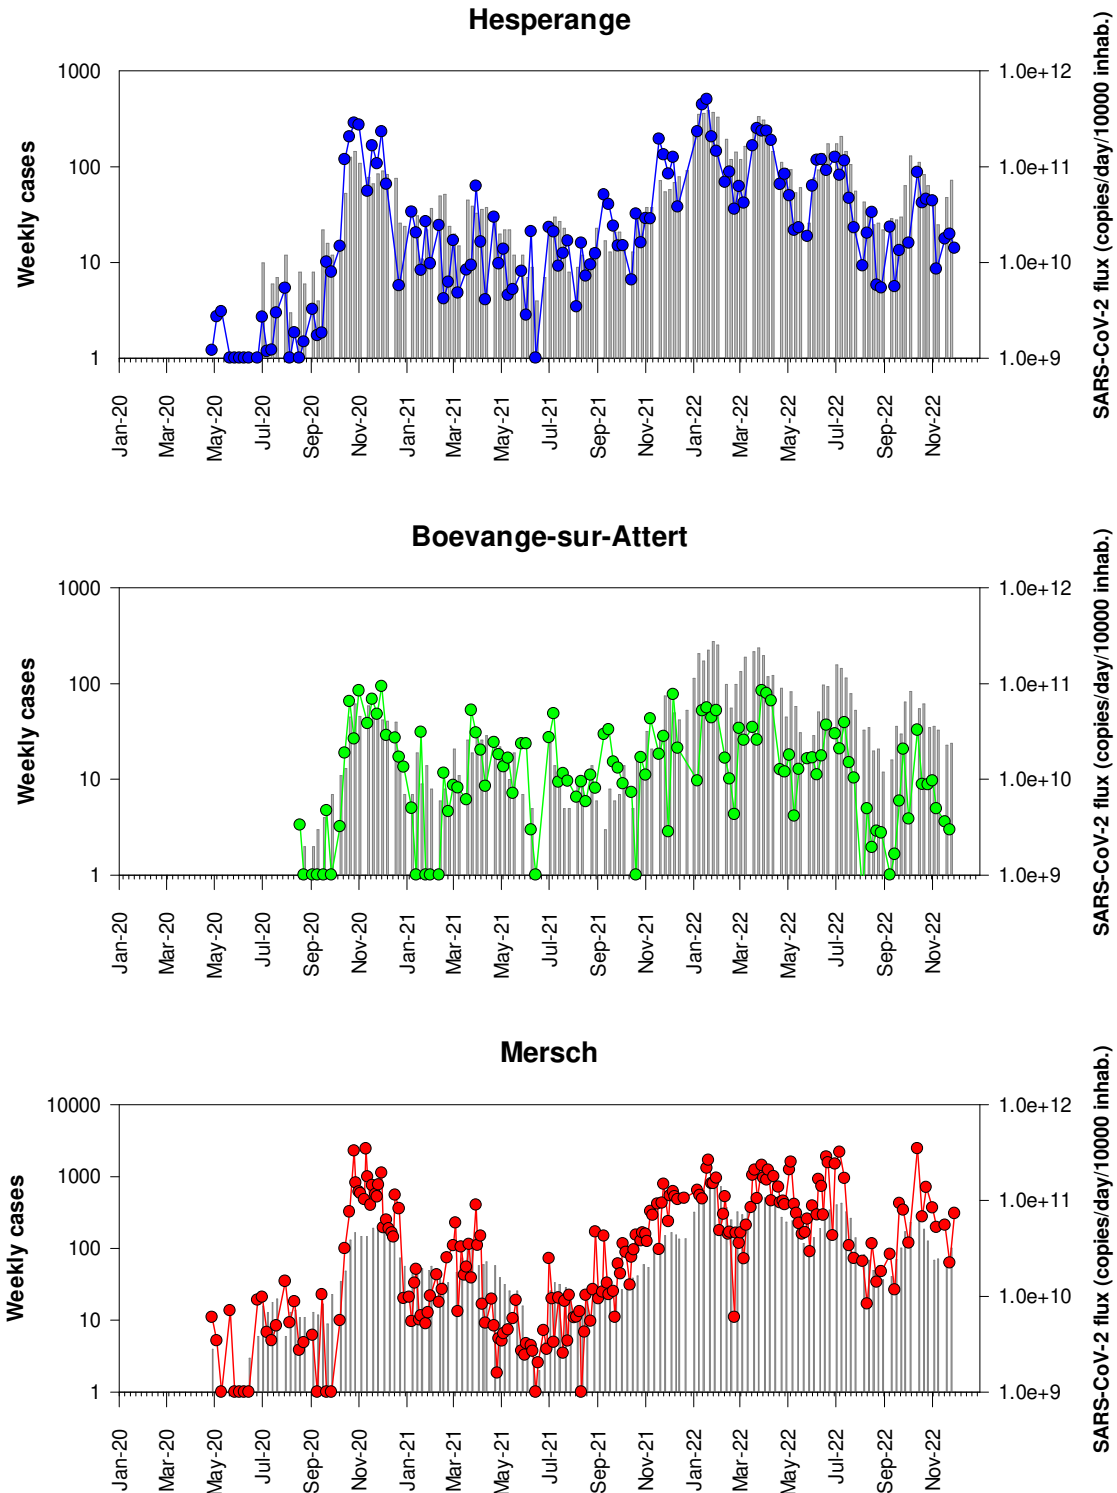 Hesperange
Weekly cases
1000
100
10
1
1.0e+12
1.0e+11
1.0e+10
1.0e+9
SARS-CoV-2 flux (copies/day/10000 inhab.)
Jan-20
Mar-20
May-20
Jul-20
Sep-20
Nov-20
Jan-21
Mar-21
May-21
Jul-21
Sep-21
Nov-21
Jan-22
Mar-22
May-22
Jul-22
Sep-22
Nov-22
Boevange-sur-Attert
Weekly cases
1000
100
10
1
1.0e+12
1.0e+11
1.0e+10
1.0e+9
SARS-CoV-2 flux (copies/day/10000 inhab.)
Jan-20
Mar-20
May-20
Jul-20
Sep-20
Nov-20
Jan-21
Mar-21
May-21
Jul-21
Sep-21
Nov-21
Jan-22
Mar-22
May-22
Jul-22
Sep-22
Nov-22
Mersch
Weekly cases
10000
1000
100
10
1
1.0e+12
1.0e+11
1.0e+10
1.0e+9
SARS-CoV-2 flux (copies/day/10000 inhab.)
Jan-20
Mar-20
May-20
Jul-20
Sep-20
Nov-20
Jan-21
Mar-21
May-21
Jul-21
Sep-21
Nov-21
Jan-22
Mar-22
May-22
Jul-22
Sep-22
Nov-22